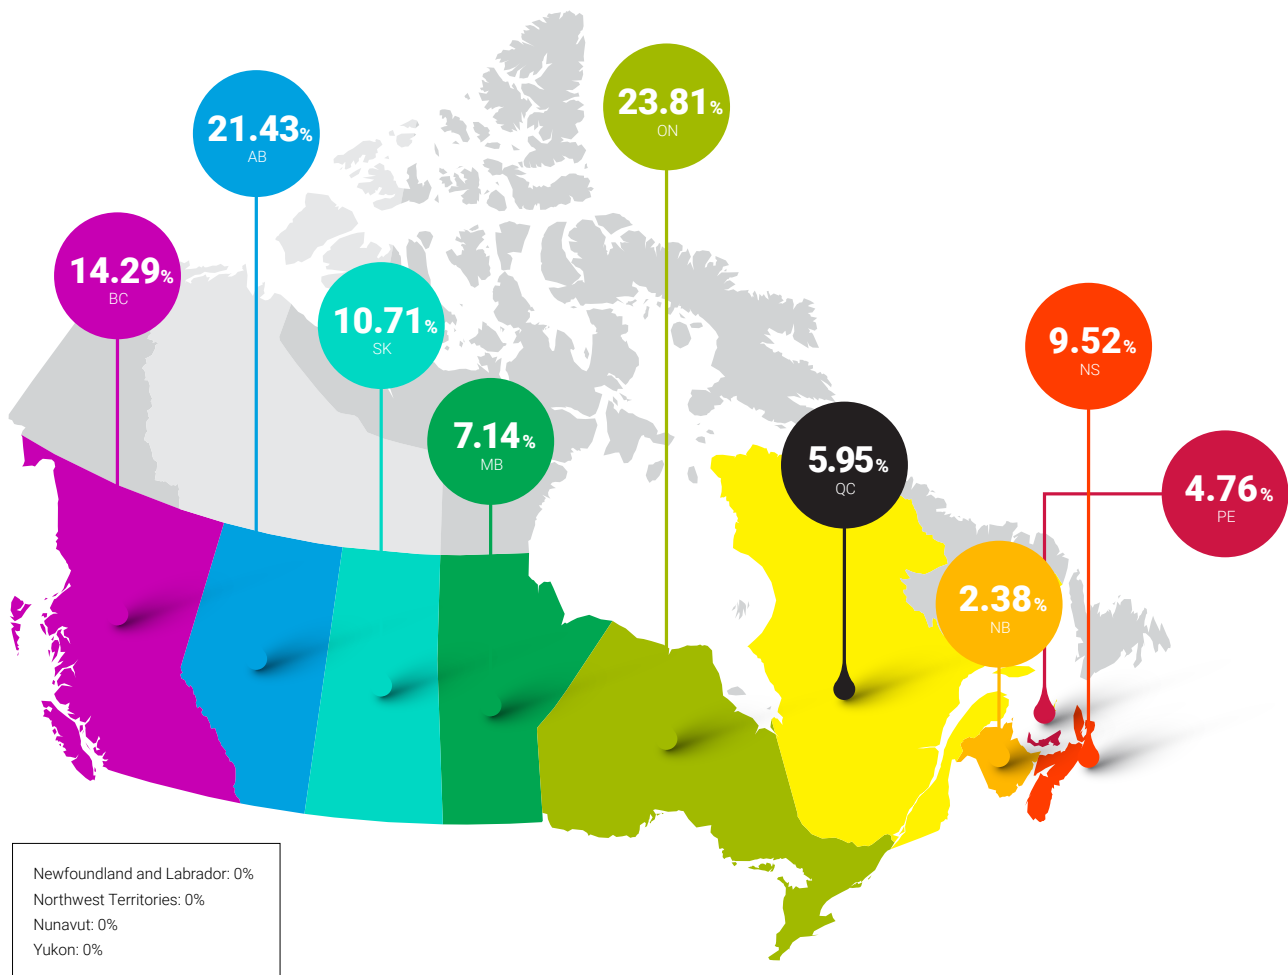 23.81%
ON
21.43%
AB
14.29%
BC
10.71%
SK
9.52%
NS
7.14%
MB
5.95%
QC
4.76%
PE
2.38%
NB
Newfoundland and Labrador: 0%
Northwest Territories: 0%
Nunavut: 0%
Yukon: 0%